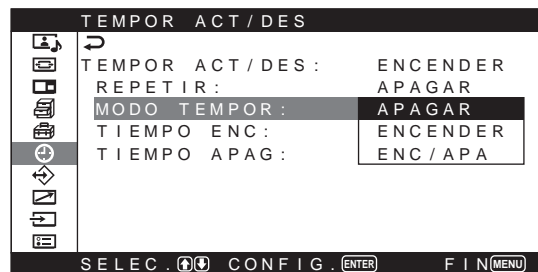 TEMPOR ACT/DES
TEMPOR ACT/DES: ENCENDER
REPETIR: APAGAR
MODO TEMPOR: APAGAR
TIEMPO ENC: ENCENDER
TIEMPO APAG: ENC/APA
SELEC. CONFIG. ENTER FIN MENU